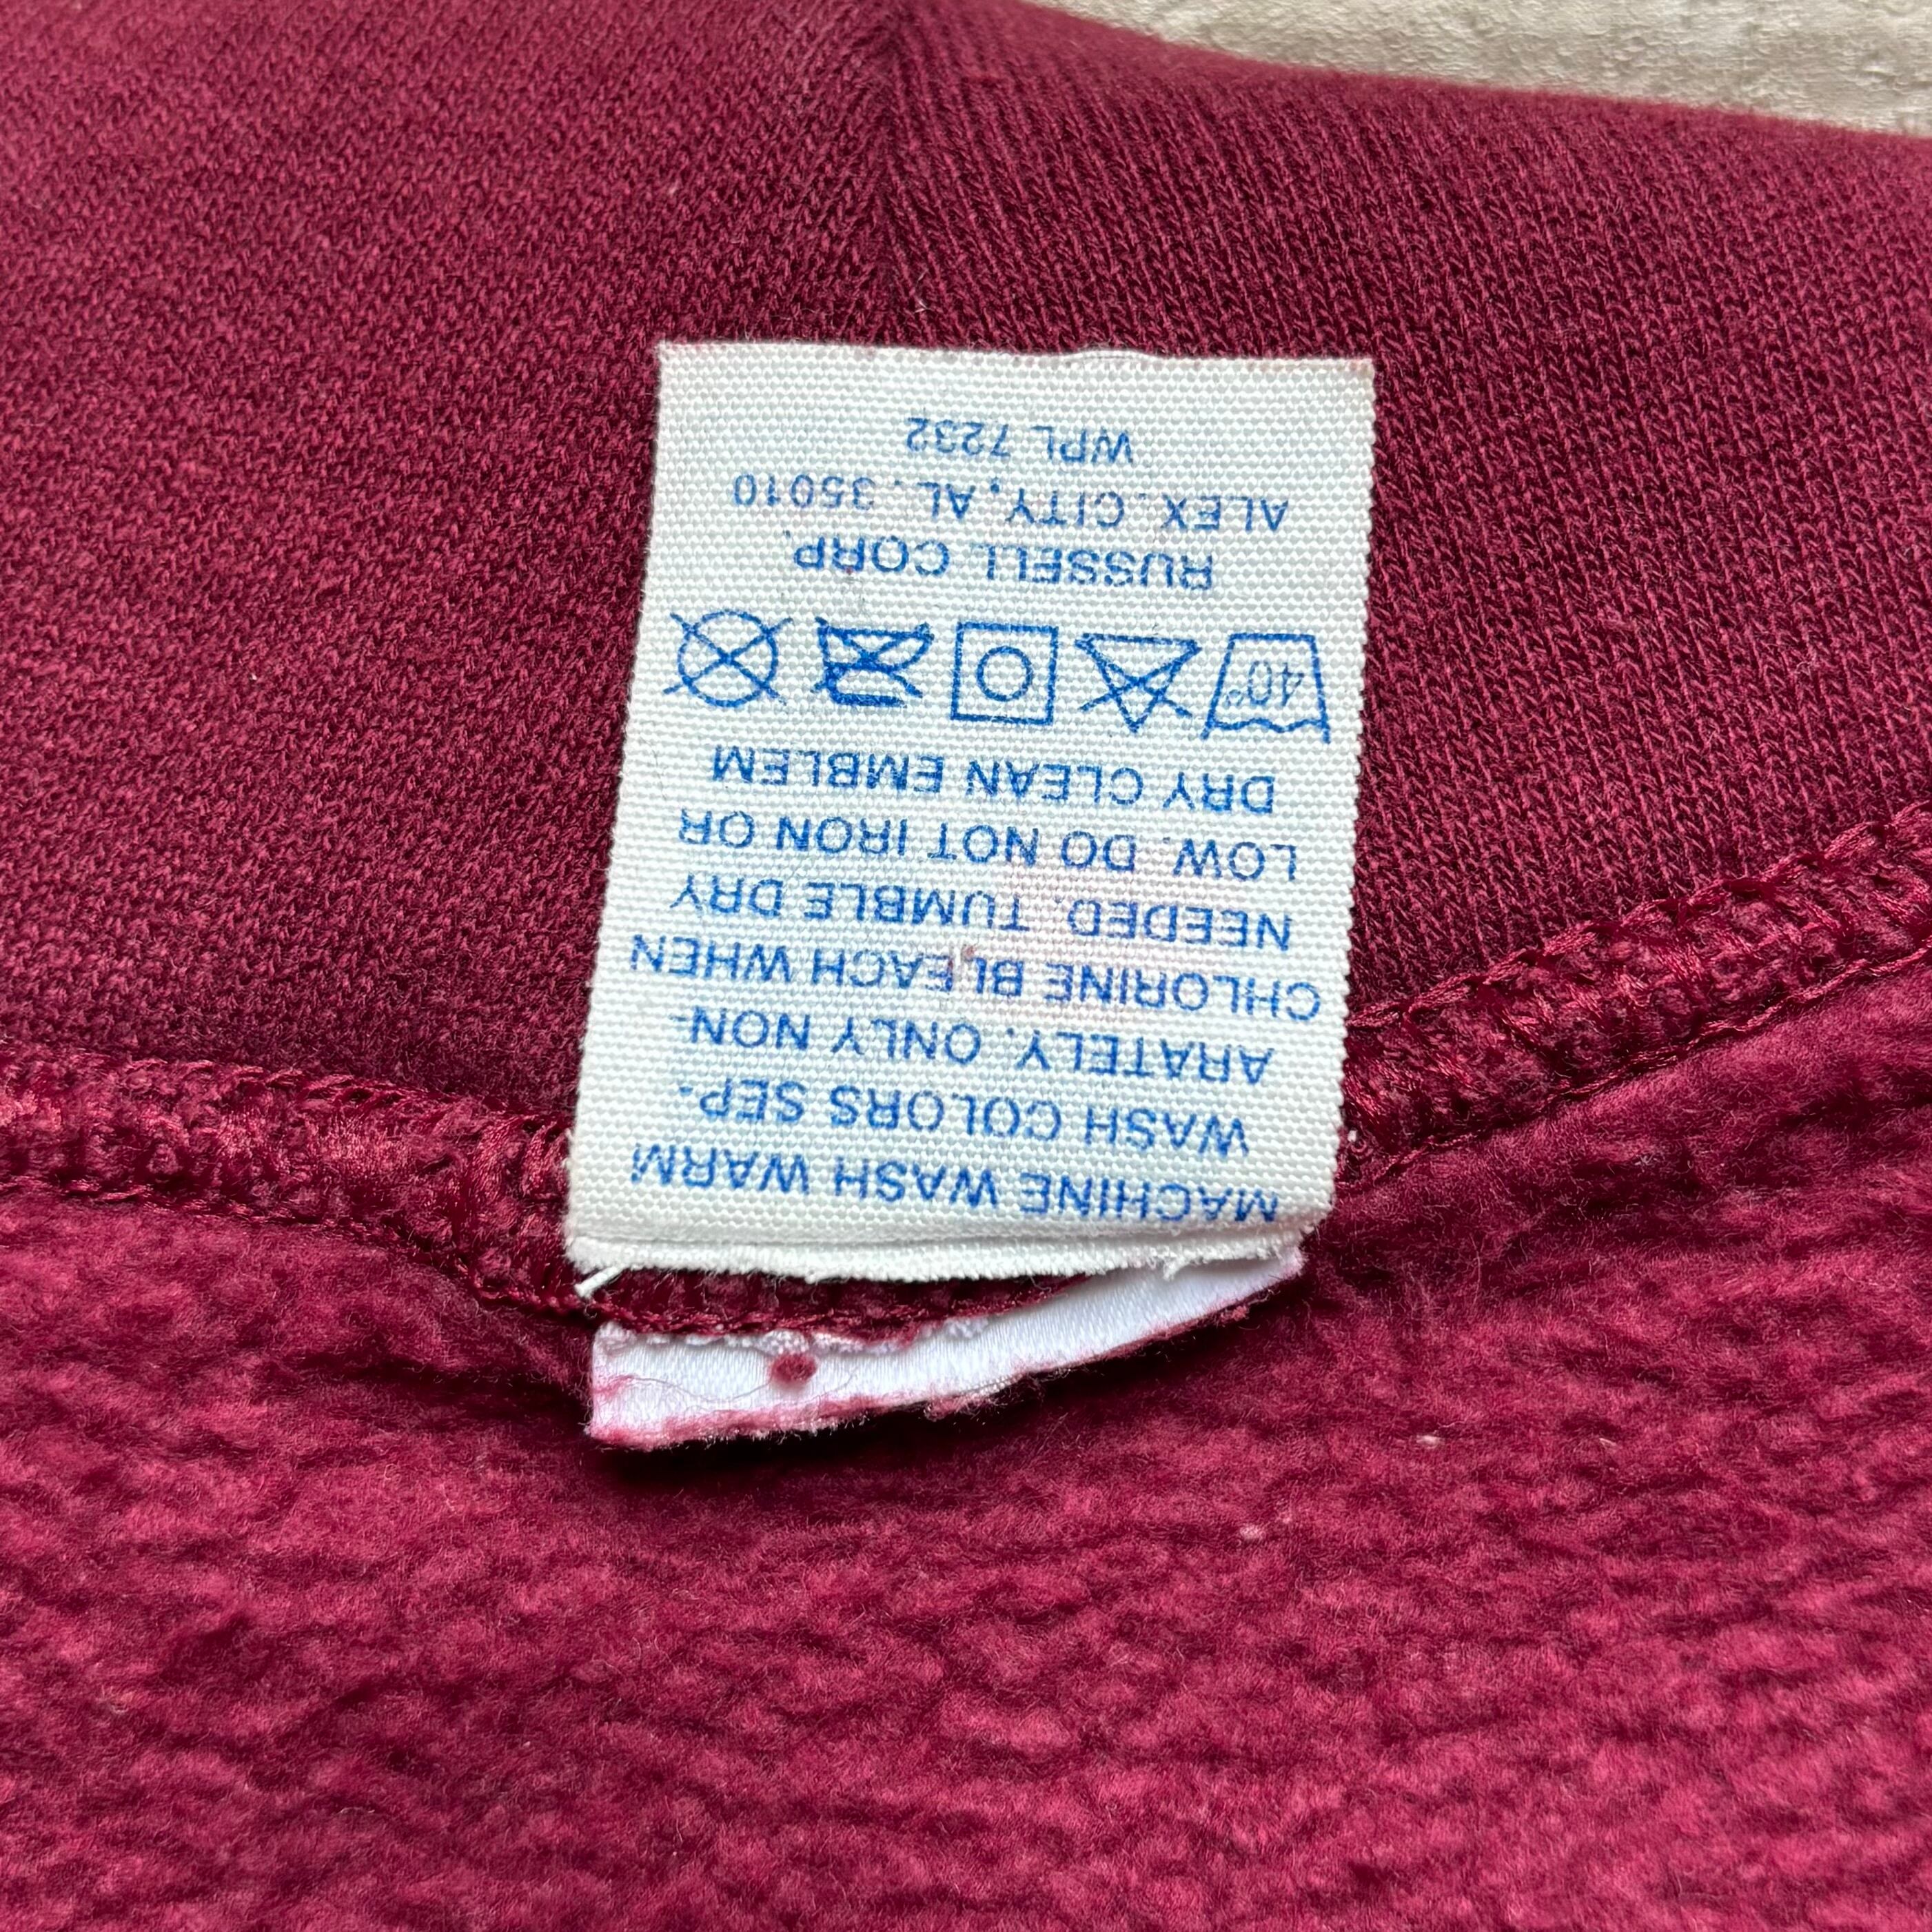 MACHINE WASH WARM
WASH COLORS SEP-
ARATELY. ONLY NON-
CHLORINE BLEACH WHEN
NEEDED. TUMBLE DRY
LOW. DO NOT IRON OR
DRY CLEAN EMBLEM
40°
RUSSELL CORP.
ALEX. CITY, AL. 35010
WPL 7232